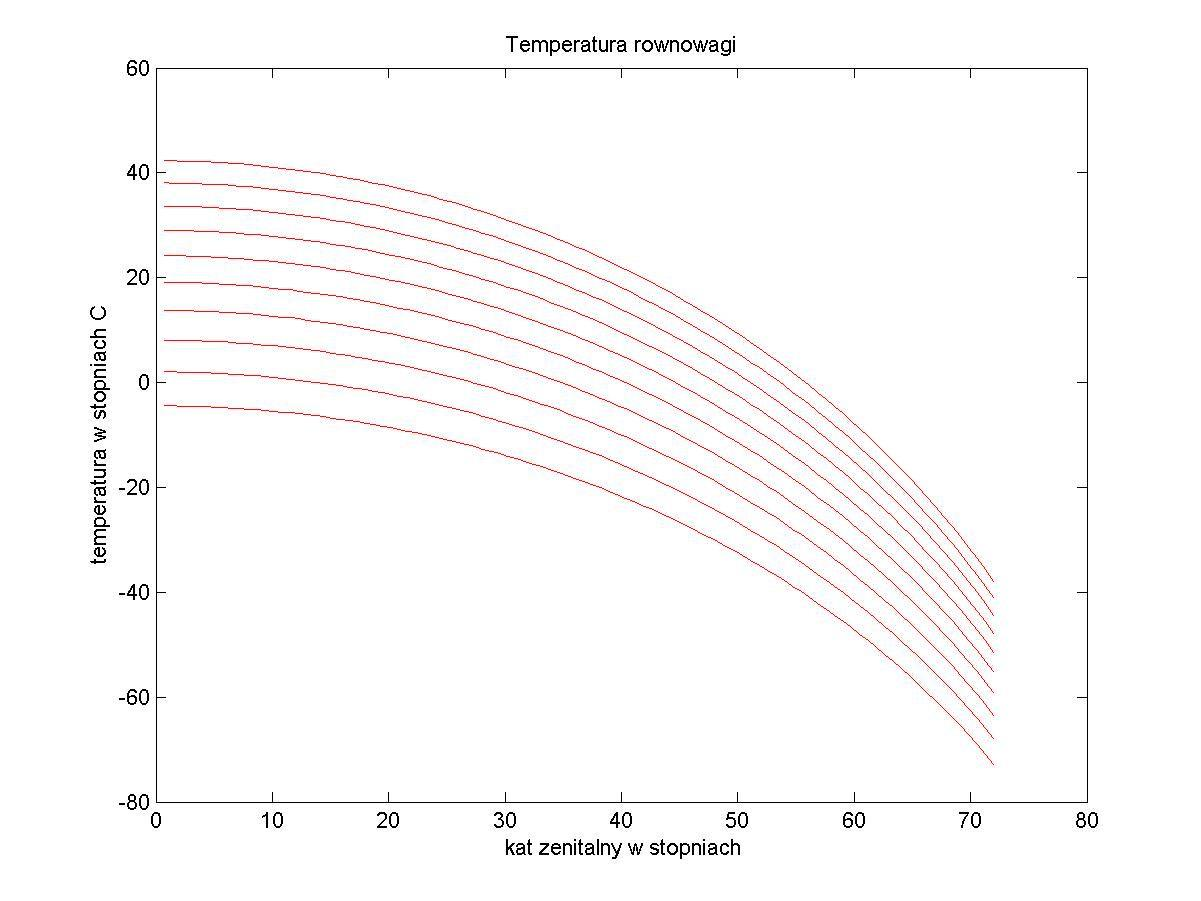 Temperatura rownowagi
60
40
20
0
-20
-40
-60
-80
temperatura w stopniach C
0 10 20 30 40 50 60 70 80
kat zenitalny w stopniach